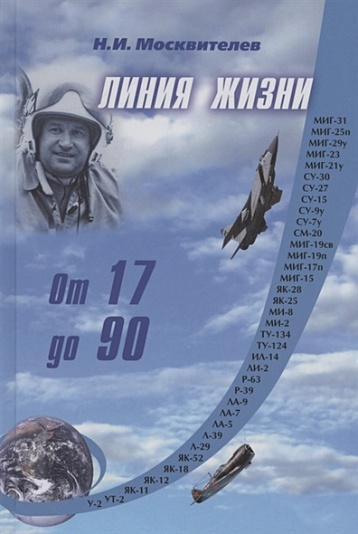 Н.И. Москвителев
ЛИНИЯ ЖИЗНИ
От 17
до 90
МИГ-31
МИГ-25п
МИГ-29у
МИГ-23
МИГ-21у
СУ-30
СУ-27
СУ-15
СУ-9у
СУ-7у
СМ-20
МИГ-19св
МИГ-19п
МИГ-17п
МИГ-15
ЯК-28
ЯК-25
МИ-8
МИ-2
ТУ-134
ТУ-124
ИЛ-14
ЛИ-2
Р-63
Р-39
ЛА-9
ЛА-7
ЛА-5
Л-39
Л-29
ЯК-52
ЯК-18
ЯК-12
ЯК-11
УТ-2
У-2